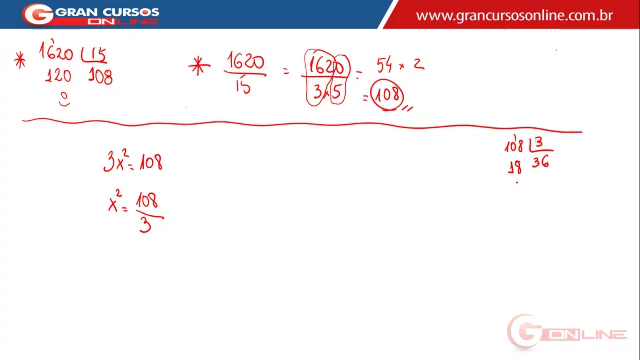 GRAN CURSOS
ONLINE
www.grancursosonline.com.br
* 1620 | 15
120 108
0
* 1620/15 = 1620/(3 × 5) = 54 × 2
= 108
3x² = 108
x² = 108/3
108 | 3
18 36
G ONLINE